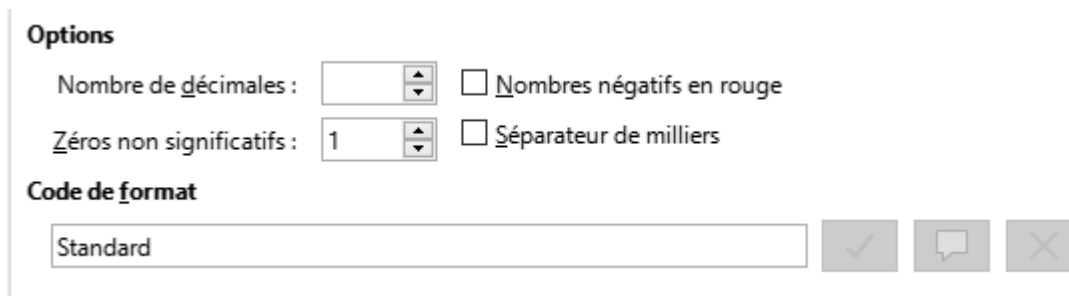 Options
Nombre de décimales : Nombres négatifs en rouge
Zéros non significatifs : 1 Séparateur de milliers
Code de format
Standard